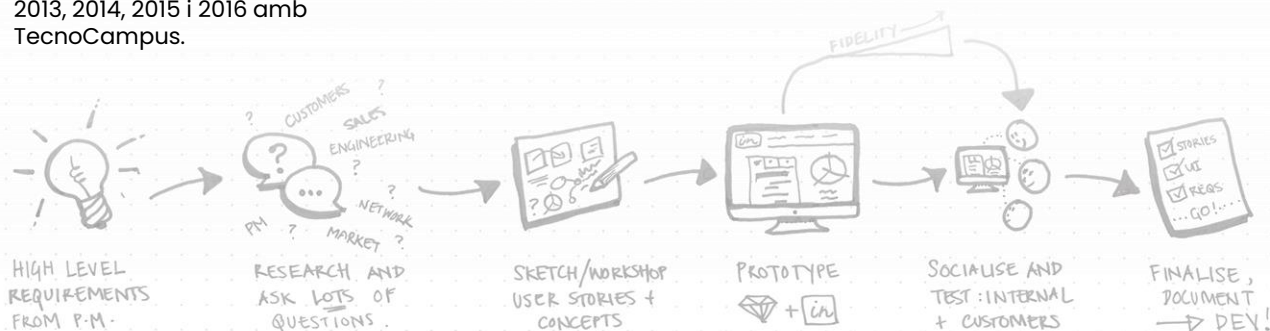 2013, 2014, 2015 i 2016 amb
TecnoCampus.
FIDELITY
?
CUSTOMERS
?
SALES
ENGINEERING
?
?
...
?
NETWORK
PM
?
MARKET
?
?
in
STORIES
UI
REQS
...GO!...
HIGH LEVEL
REQUIREMENTS
FROM P.M.
RESEARCH AND
ASK LOTS OF
QUESTIONS.
SKETCH/WORKSHOP
USER STORIES +
CONCEPTS
PROTOTYPE
+ in
SOCIALISE AND
TEST: INTERNAL
+ CUSTOMERS
FINALISE,
DOCUMENT
→ DEV!